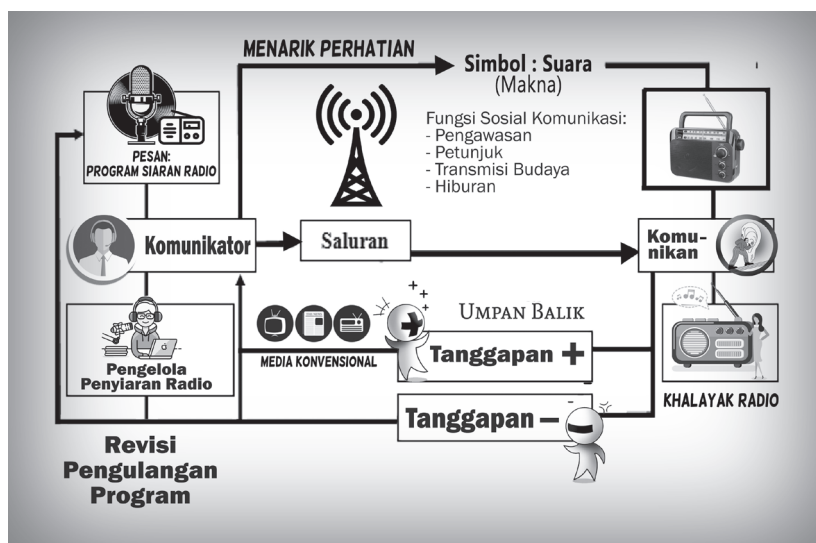 MENARIK PERHATIAN
Simbol : Suara
(Makna)
Fungsi Sosial Komunikasi:
- Pengawasan
- Petunjuk
- Transmisi Budaya
- Hiburan
PESAN:
PROGRAM SIARAN RADIO
Komunikator
Saluran
Komu-
nikan
Pengelola
Penyiaran Radio
MEDIA KONVENSIONAL
UMPAN BALIK
Tanggapan +
Tanggapan -
KHALAYAK RADIO
Revisi
Pengulangan
Program